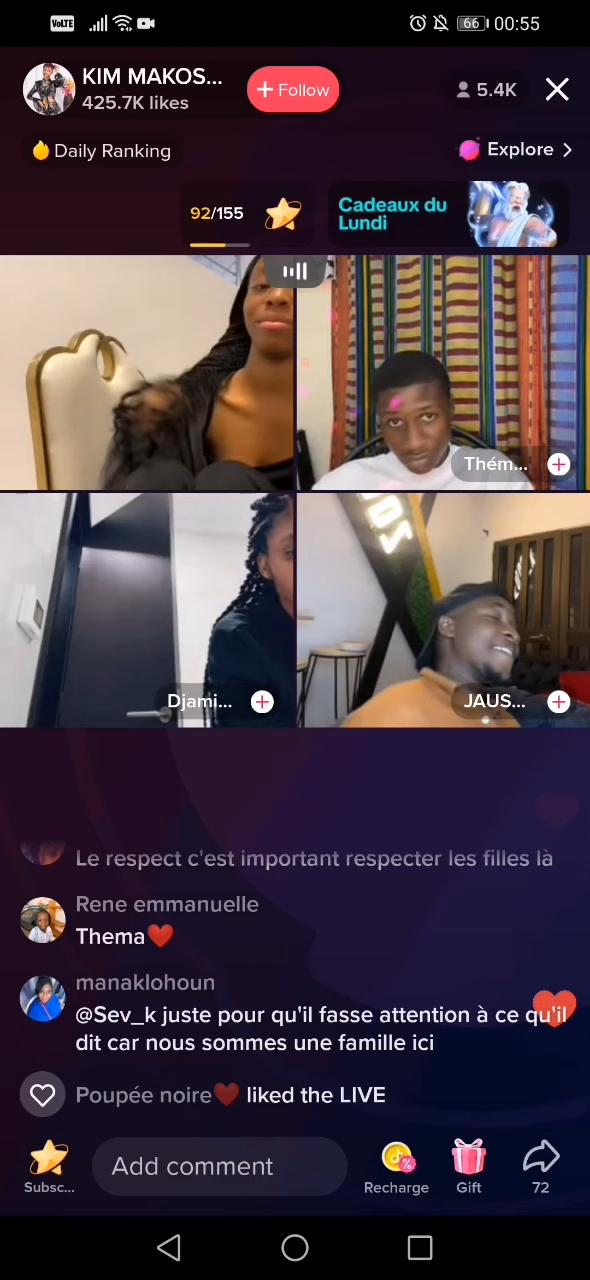 VoLTE 66 00:55
KIM MAKOS...
425.7K likes
+ Follow
5.4K
Daily Ranking
Explore
92/155
Cadeaux du
Lundi
Thém...
Djami...
JAUS...
Le respect c'est important respecter les filles là
Rene emmanuelle
Thema❤️
manaklohoun
@Sev_k juste pour qu'il fasse attention à ce qu'il
dit car nous sommes une famille ici
Poupée noire❤️ liked the LIVE
Add comment
Subsc...
Recharge
Gift
72